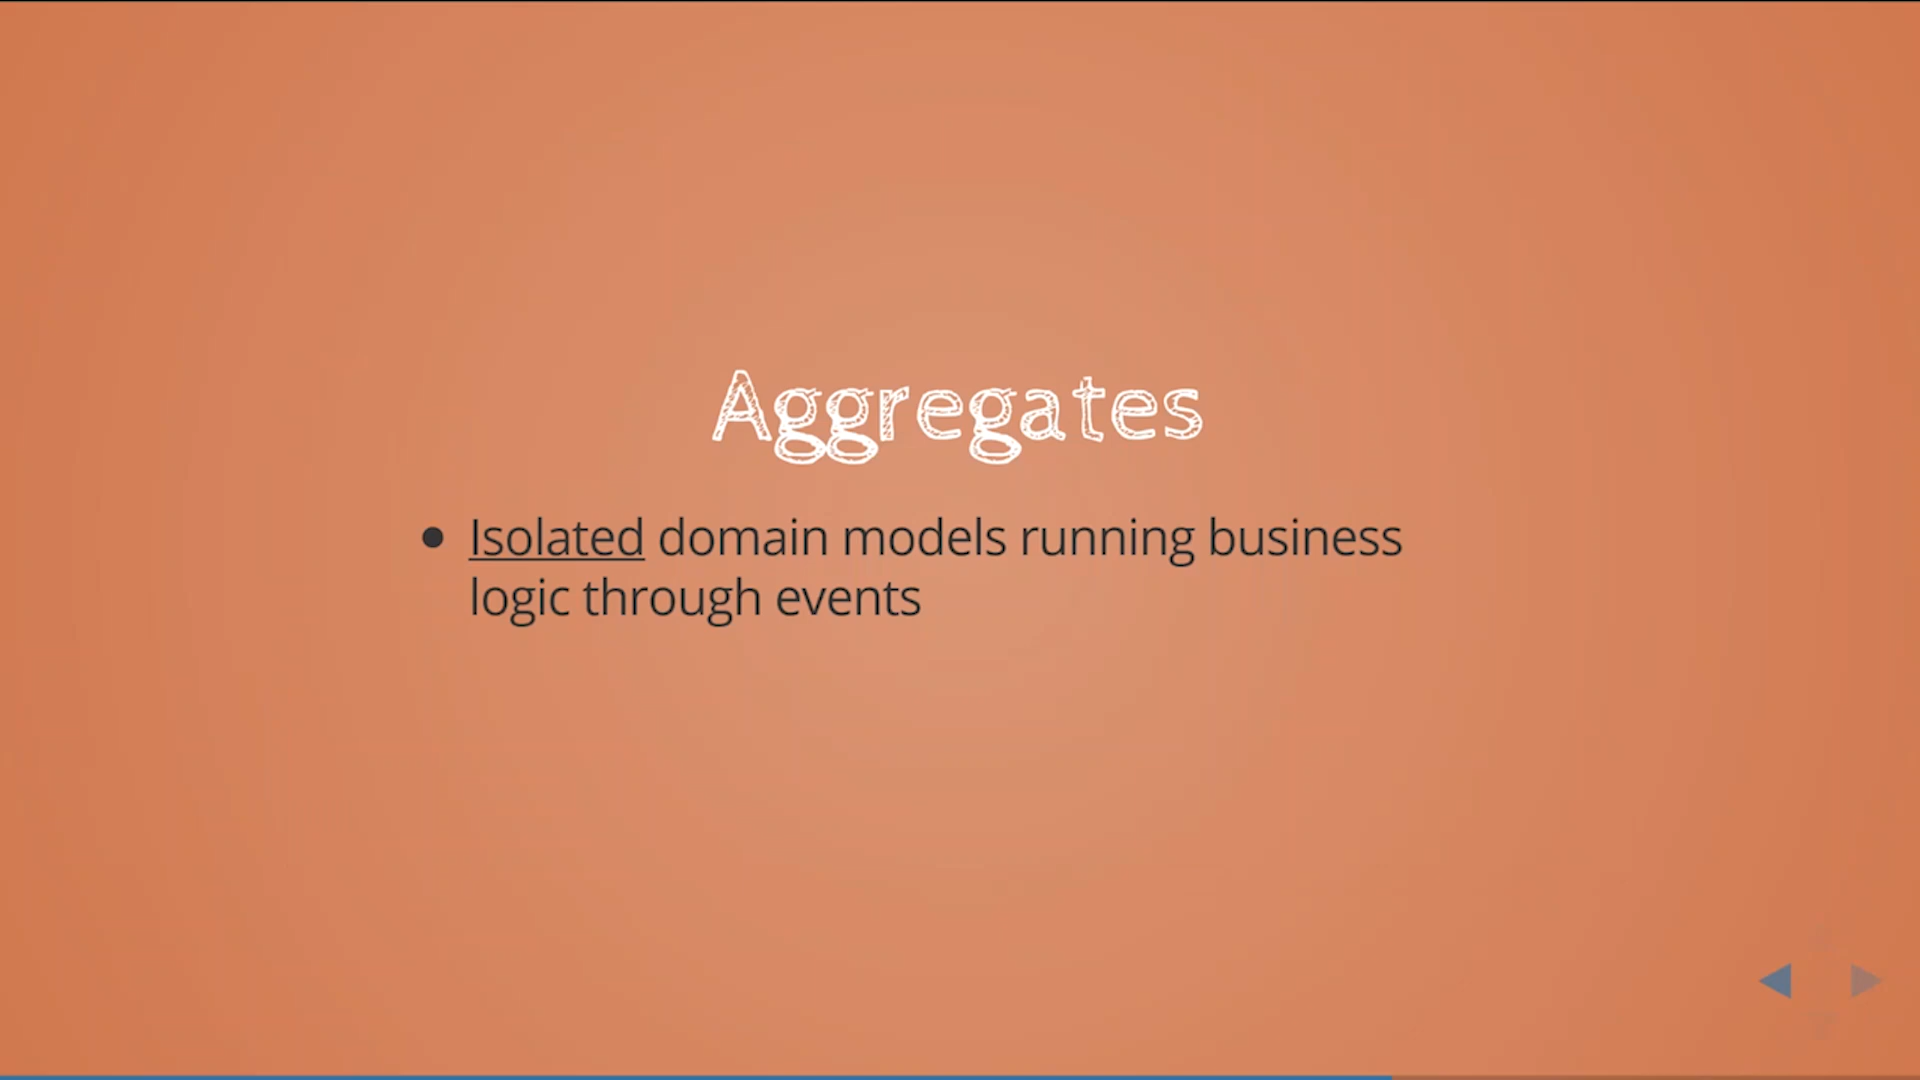 Aggregates
Isolated domain models running business
logic through events